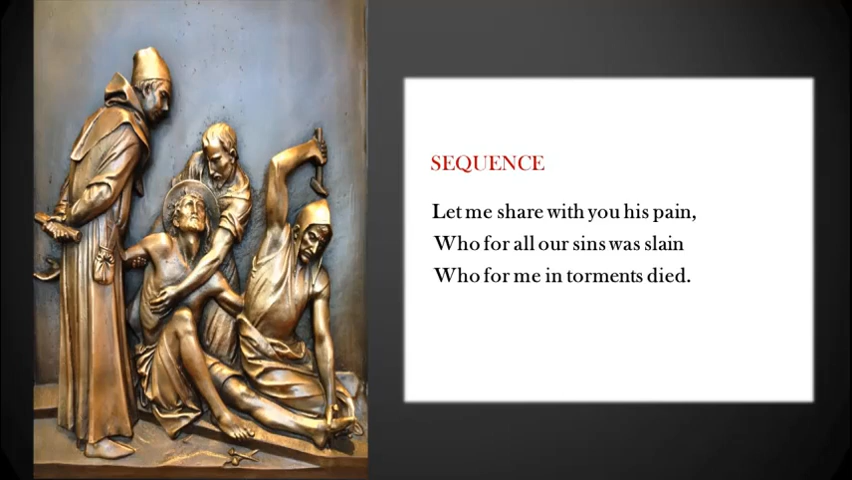 SEQUENCE
Let me share with you his pain,
Who for all our sins was slain
Who for me in torments died.